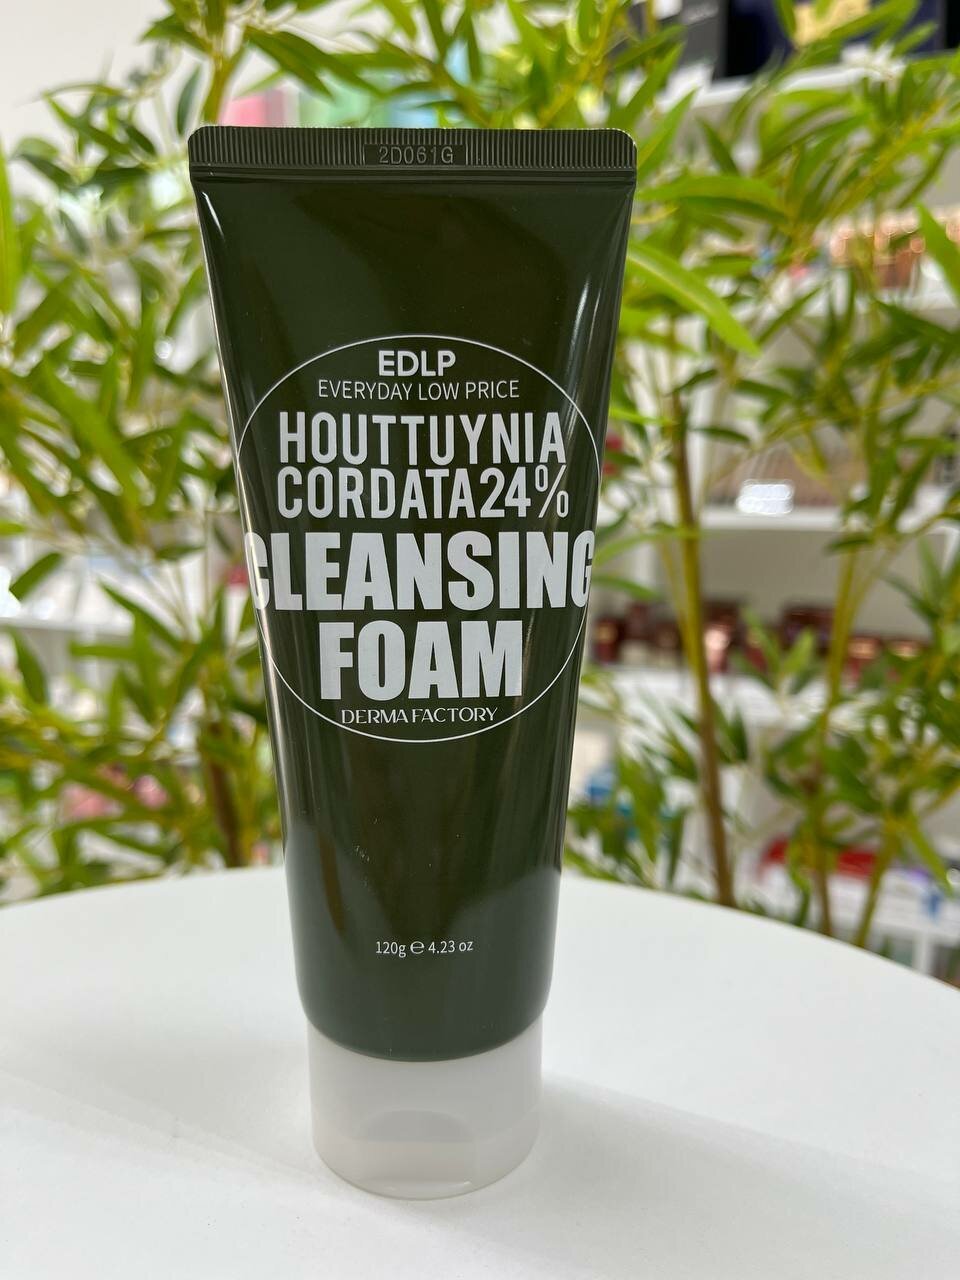 2D061G
EDLP
EVERYDAY LOW PRICE
HOUTTUYNIA
CORDATA24%
CLEANSING
FOAM
DERMA FACTORY
120g ℮ 4.23 oz